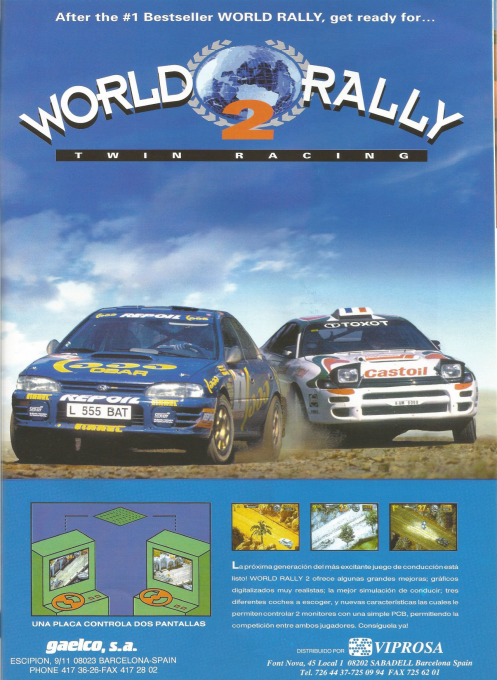 After the #1 Bestseller WORLD RALLY, get ready for...
WORLD RALLY
2
TWIN RACING
REPOIL
TOXOT
Castoil
REPOIL
L 555 BAT
UNA PLACA CONTROLA DOS PANTALLAS
gaelco, s.a.
ESCIPION, 9/11 08023 BARCELONA-SPAIN
PHONE 417 36-26-FAX 417 28 02
La próxima generación del más excitante juego de conducción está
listo! WORLD RALLY 2 ofrece algunas grandes mejoras; gráficos
digitalizados muy realistas; la mejor simulación de conducir; tres
diferentes coches a escoger, y nuevas características las cuales le
permiten controlar 2 monitores con una simple PCB, permitiendo la
competición entre ambos jugadores. Consíguela ya!
DISTRIBUIDO POR VIPROSA
Font Nova, 45 Local 1 08202 SABADELL Barcelona Spain
Tel. 726 44 37-725 09 94 FAX 725 62 01